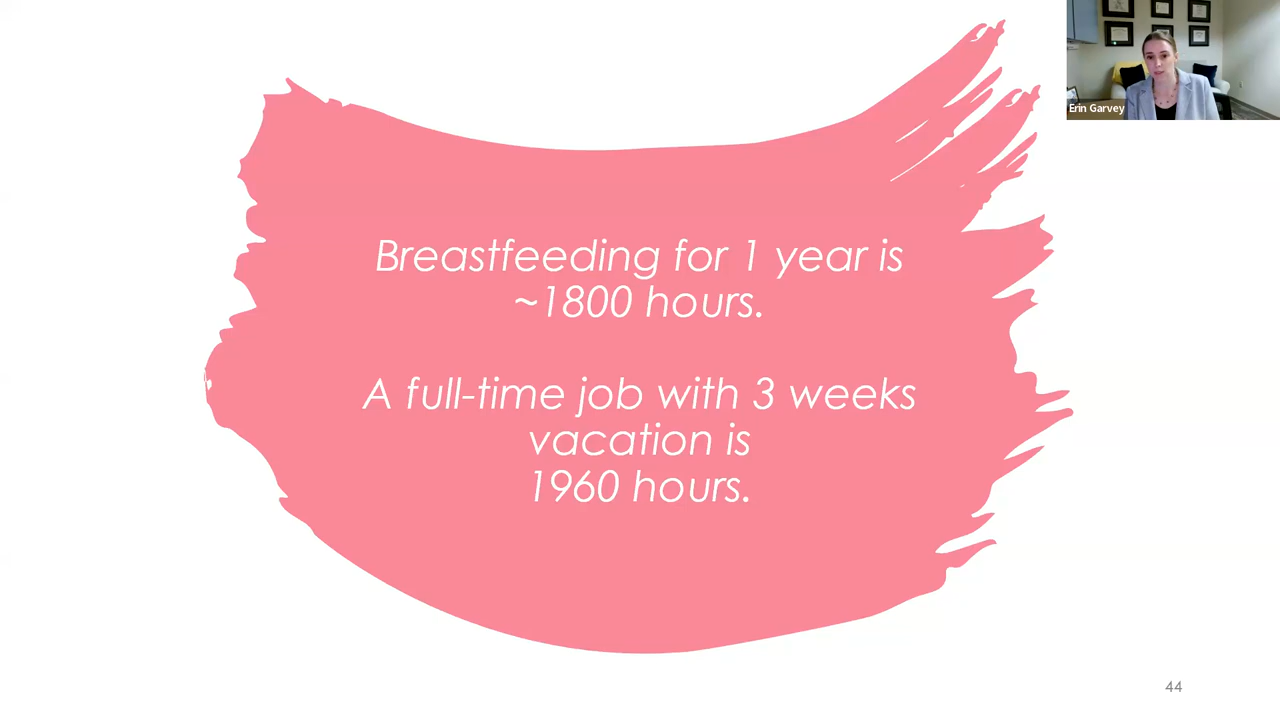 Erin Garvey
Breastfeeding for 1 year is
~1800 hours.
A full-time job with 3 weeks
vacation is
1960 hours.
44